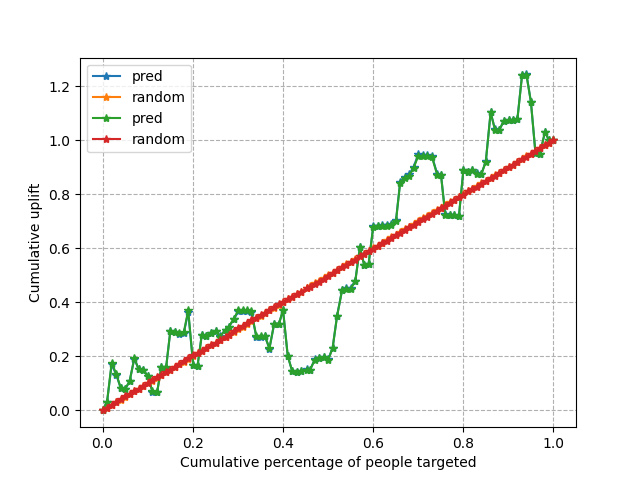 pred
random
pred
random
1.2
1.0
0.8
0.6
0.4
0.2
0.0
Cumulative uplift
0.0 0.2 0.4 0.6 0.8 1.0
Cumulative percentage of people targeted